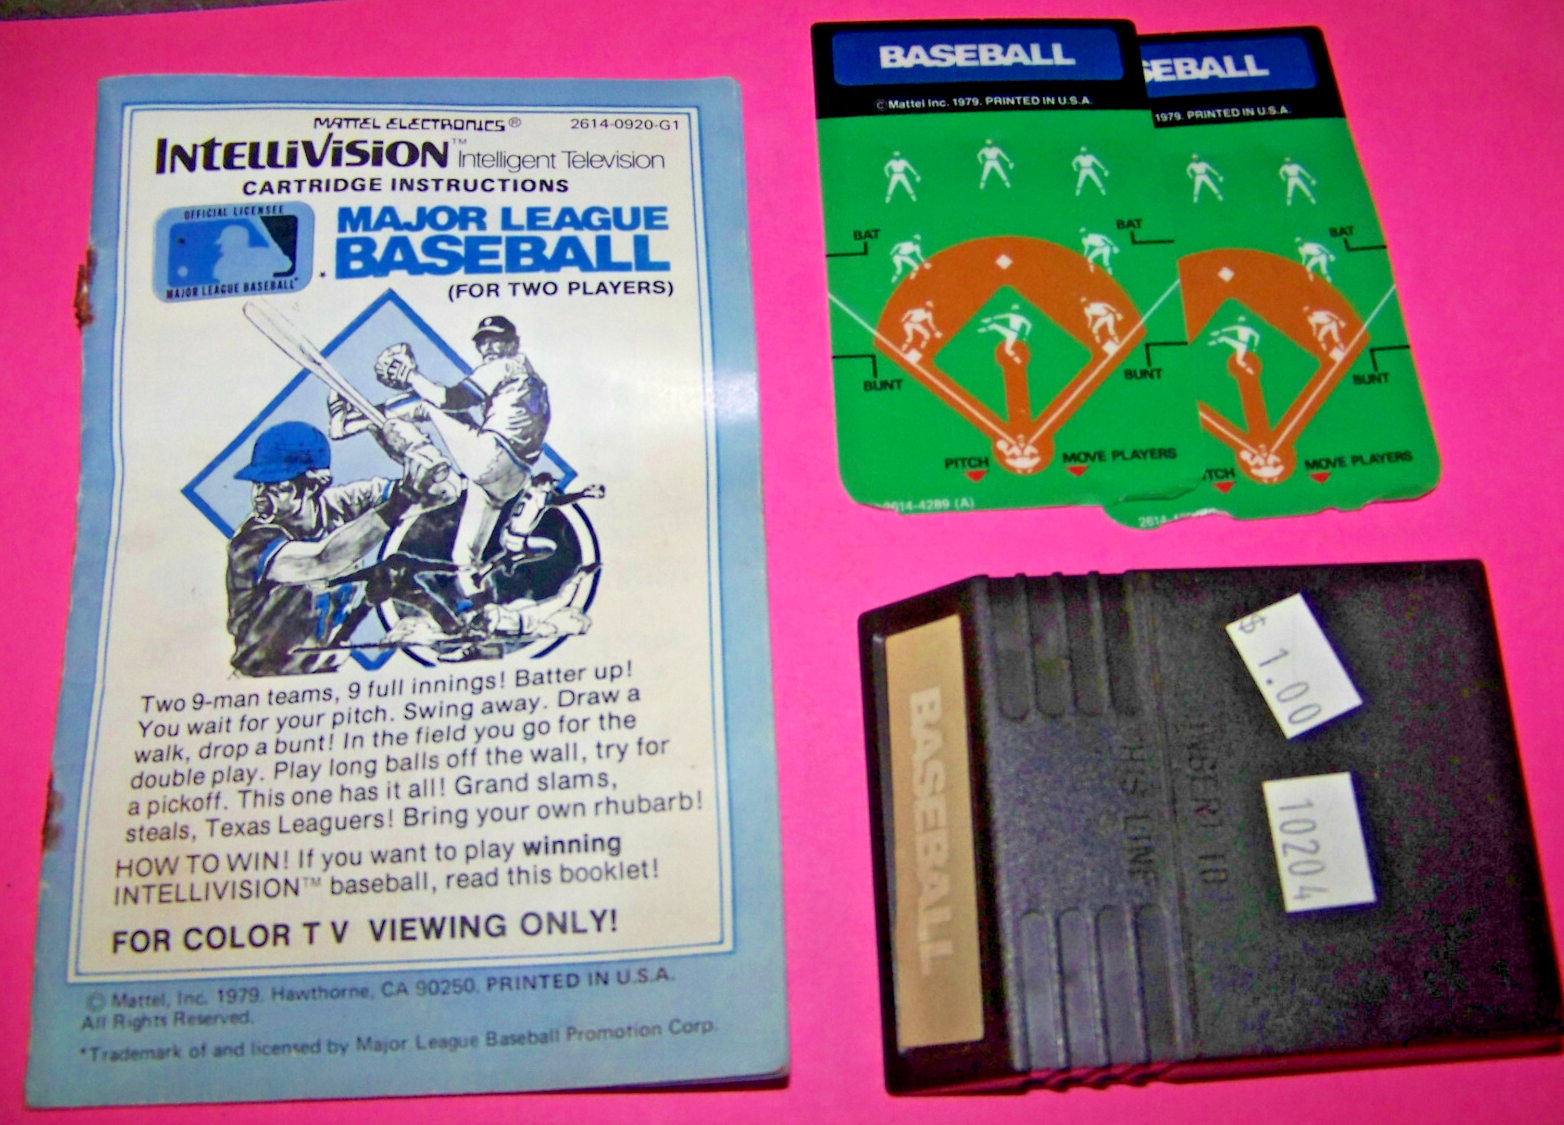 MATTEL ELECTRONICS® 2614-0920-G1
INTELLIVISION™ Intelligent Television
CARTRIDGE INSTRUCTIONS
OFFICIAL LICENSEE
MAJOR LEAGUE BASEBALL*
MAJOR LEAGUE
BASEBALL
(FOR TWO PLAYERS)
Two 9-man teams, 9 full innings! Batter up!
You wait for your pitch. Swing away. Draw a
walk, drop a bunt! In the field you go for the
double play. Play long balls off the wall, try for
a pickoff. This one has it all! Grand slams,
steals, Texas Leaguers! Bring your own rhubarb!
HOW TO WIN! If you want to play winning
INTELLIVISION™ baseball, read this booklet!
FOR COLOR T V VIEWING ONLY!
© Mattel, Inc. 1979. Hawthorne, CA 90250. PRINTED IN U.S.A.
All Rights Reserved.
*Trademark of and licensed by Major League Baseball Promotion Corp.
BASEBALL
©Mattel Inc. 1979. PRINTED IN U.S.A.
BAT
BAT
BUNT
BUNT
PITCH
MOVE PLAYERS
2614-4289 (A)
SEBALL
1979. PRINTED IN U.S.A.
BAT
BUNT
TCH
MOVE PLAYERS
2614-
BASEBALL
INSERT TO
THIS LINE
$ 1.00
10204